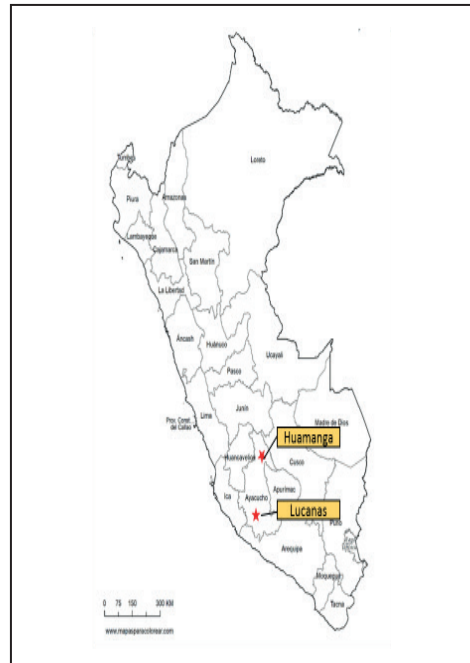 Loreto
Tumbes
Piura
Amazonas
Lambayeque
Cajamarca
San Martín
La Libertad
Áncash
Huánuco
Ucayali
Pasco
Junín
Lima
Prov. Const.
del Callao
Madre de Dios
Huamanga
Huancavelica
Cusco
Ica
Ayacucho
Apurímac
Lucanas
Puno
Arequipa
Moquegua
Tacna
0 75 150 300 KM
www.mapasparacolorear.com